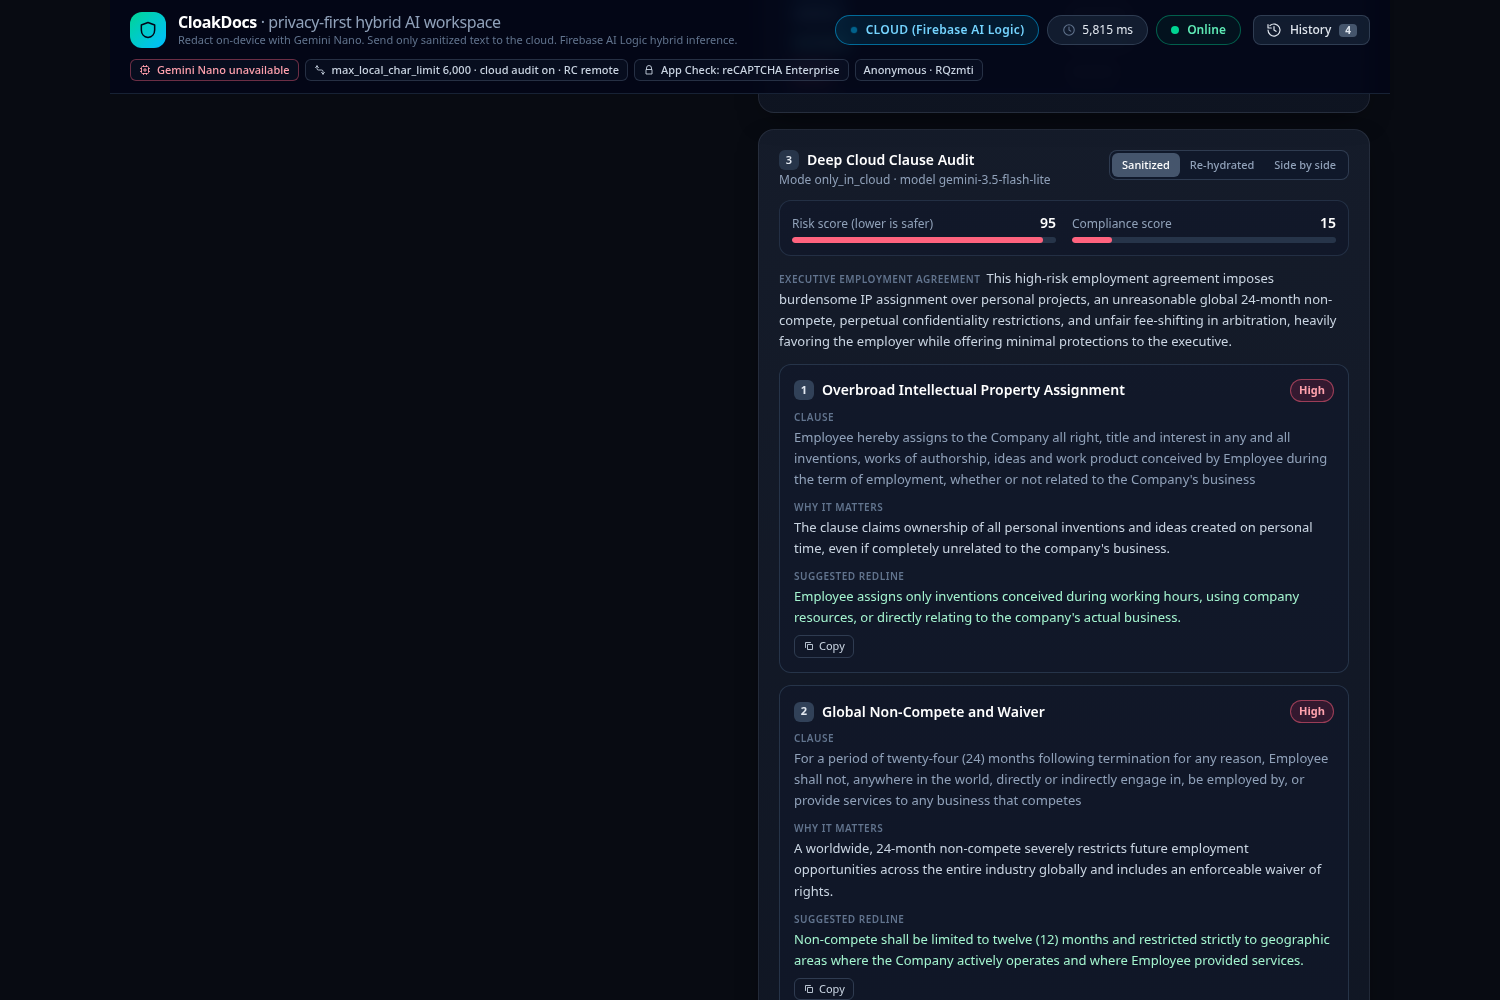 CloakDocs · privacy-first hybrid AI workspace
Redact on-device with Gemini Nano. Send only sanitized text to the cloud. Firebase AI Logic hybrid inference.
CLOUD (Firebase AI Logic)
5,815 ms
Online
History 4
Gemini Nano unavailable
max_local_char_limit 6,000 · cloud audit on · RC remote
App Check: reCAPTCHA Enterprise
Anonymous · RQzmti
3 Deep Cloud Clause Audit
Mode only_in_cloud · model gemini-3.5-flash-lite
Sanitized
Re-hydrated
Side by side
Risk score (lower is safer) 95
Compliance score 15
EXECUTIVE EMPLOYMENT AGREEMENT This high-risk employment agreement imposes
burdensome IP assignment over personal projects, an unreasonable global 24-month non-
compete, perpetual confidentiality restrictions, and unfair fee-shifting in arbitration, heavily
favoring the employer while offering minimal protections to the executive.
1 Overbroad Intellectual Property Assignment
High
CLAUSE
Employee hereby assigns to the Company all right, title and interest in any and all
inventions, works of authorship, ideas and work product conceived by Employee during
the term of employment, whether or not related to the Company's business
WHY IT MATTERS
The clause claims ownership of all personal inventions and ideas created on personal
time, even if completely unrelated to the company's business.
SUGGESTED REDLINE
Employee assigns only inventions conceived during working hours, using company
resources, or directly relating to the company's actual business.
Copy
2 Global Non-Compete and Waiver
High
CLAUSE
For a period of twenty-four (24) months following termination for any reason, Employee
shall not, anywhere in the world, directly or indirectly engage in, be employed by, or
provide services to any business that competes
WHY IT MATTERS
A worldwide, 24-month non-compete severely restricts future employment
opportunities across the entire industry globally and includes an enforceable waiver of
rights.
SUGGESTED REDLINE
Non-compete shall be limited to twelve (12) months and restricted strictly to geographic
areas where the Company actively operates and where Employee provided services.
Copy